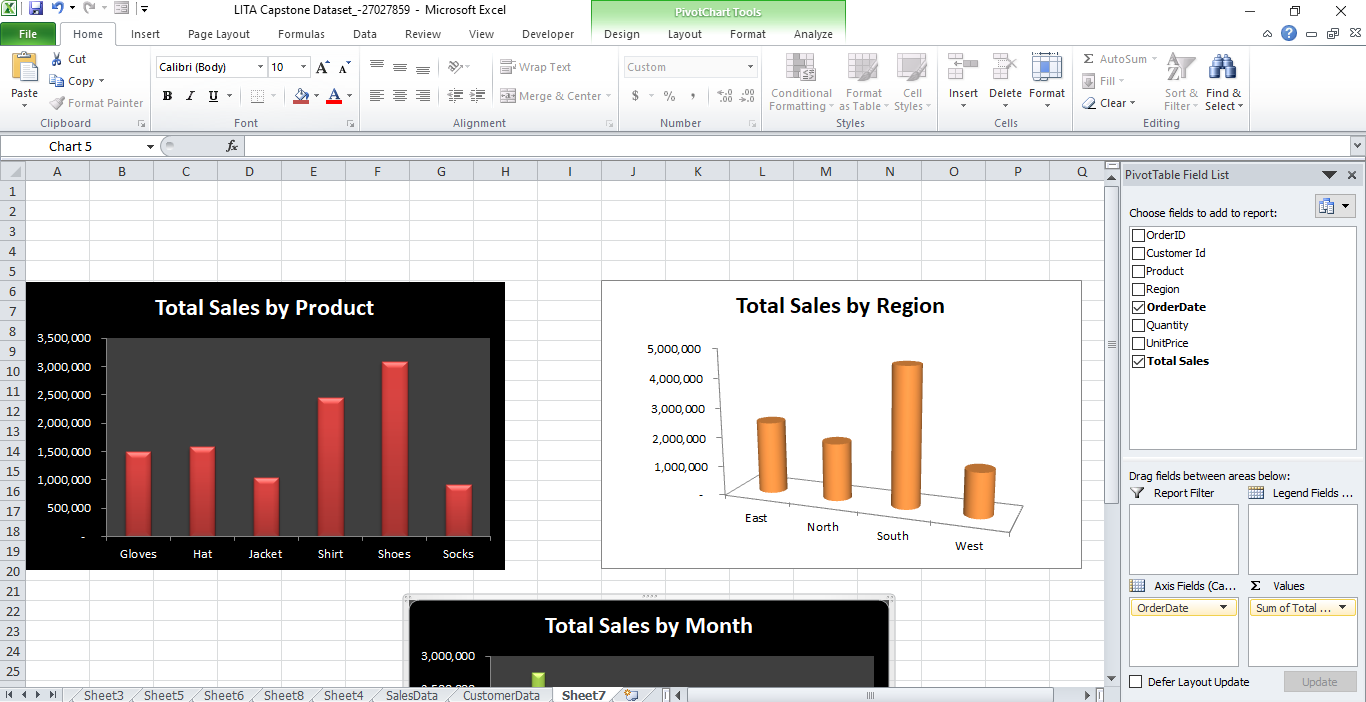 LITA Capstone Dataset_-27027859 - Microsoft Excel
PivotChart Tools
File Home Insert Page Layout Formulas Data Review View Developer Design Layout Format Analyze
Paste
Cut
Copy
Format Painter
Clipboard
Calibri (Body) 10
B I U
Font
Wrap Text
Merge & Center
Alignment
Custom
$ % ,
Number
Conditional Formatting
Format as Table
Cell Styles
Styles
Insert Delete Format
Cells
AutoSum
Fill
Clear
Sort & Filter
Find & Select
Editing
Chart 5
fx
A B C D E F G H I J K L M N O P Q
1
2
3
4
5
6
7
8
9
10
11
12
13
14
15
16
17
18
19
20
21
22
23
24
25
Total Sales by Product
3,500,000
3,000,000
2,500,000
2,000,000
1,500,000
1,000,000
500,000
-
Gloves Hat Jacket Shirt Shoes Socks
Total Sales by Region
5,000,000
4,000,000
3,000,000
2,000,000
1,000,000
-
East North South West
Total Sales by Month
3,000,000
PivotTable Field List
Choose fields to add to report:
OrderID
Customer Id
Product
Region
OrderDate
Quantity
UnitPrice
Total Sales
Drag fields between areas below:
Report Filter
Legend Fields ...
Axis Fields (Ca...
Σ Values
OrderDate
Sum of Total ...
Defer Layout Update
Update
Sheet3 Sheet5 Sheet6 Sheet8 Sheet4 SalesData CustomerData Sheet7